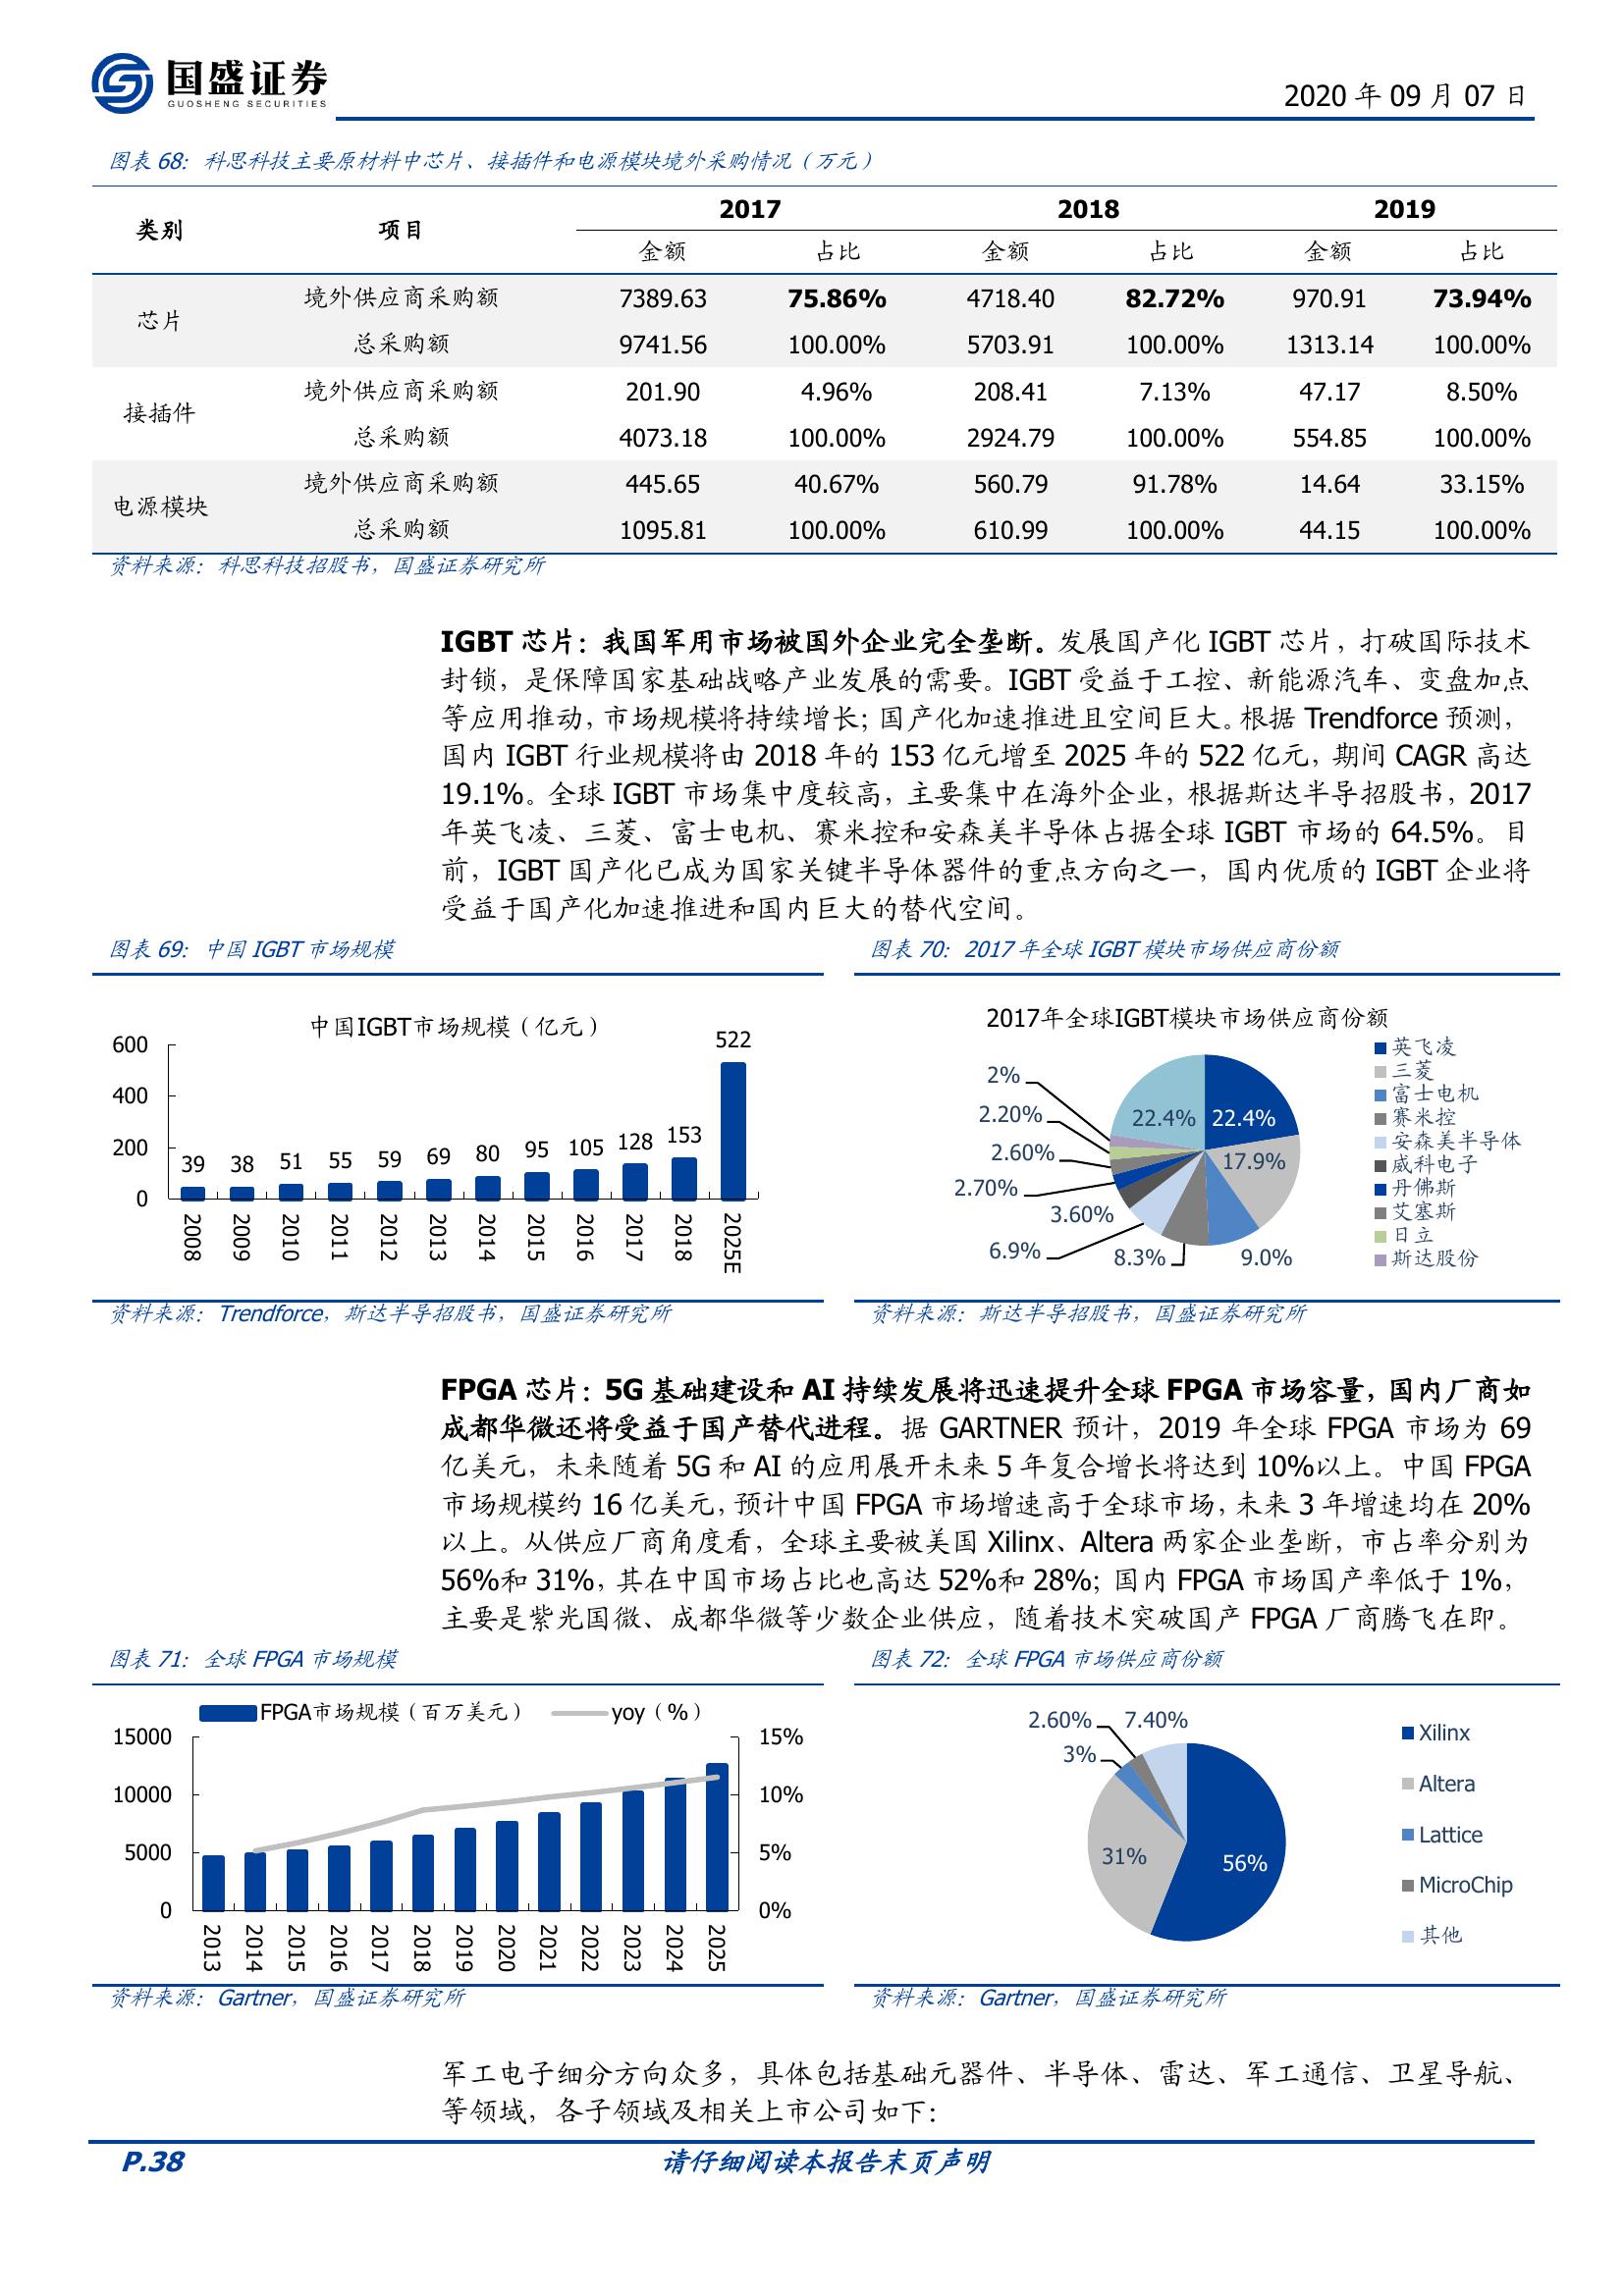 国盛证券
GUOSHENG SECURITIES
2020 年 09 月 07 日
图表 68：科思科技主要原材料中芯片、接插件和电源模块境外采购情况（万元）
类别 项目 2017 2018 2019
金额 占比 金额 占比 金额 占比
芯片 境外供应商采购额 7389.63 75.86% 4718.40 82.72% 970.91 73.94%
总采购额 9741.56 100.00% 5703.91 100.00% 1313.14 100.00%
接插件 境外供应商采购额 201.90 4.96% 208.41 7.13% 47.17 8.50%
总采购额 4073.18 100.00% 2924.79 100.00% 554.85 100.00%
电源模块 境外供应商采购额 445.65 40.67% 560.79 91.78% 14.64 33.15%
总采购额 1095.81 100.00% 610.99 100.00% 44.15 100.00%
资料来源：科思科技招股书，国盛证券研究所
IGBT 芯片：我国军用市场被国外企业完全垄断。发展国产化 IGBT 芯片，打破国际技术
封锁，是保障国家基础战略产业发展的需要。IGBT 受益于工控、新能源汽车、变盘加点
等应用推动，市场规模将持续增长；国产化加速推进且空间巨大。根据 Trendforce 预测，
国内 IGBT 行业规模将由 2018 年的 153 亿元增至 2025 年的 522 亿元，期间 CAGR 高达
19.1%。全球 IGBT 市场集中度较高，主要集中在海外企业，根据斯达半导招股书，2017
年英飞凌、三菱、富士电机、赛米控和安森美半导体占据全球 IGBT 市场的 64.5%。目
前，IGBT 国产化已成为国家关键半导体器件的重点方向之一，国内优质的 IGBT 企业将
受益于国产化加速推进和国内巨大的替代空间。
图表 69：中国 IGBT 市场规模
中国IGBT市场规模（亿元）
600
400
200
0
39 38 51 55 59 69 80 95 105 128 153 522
2008 2009 2010 2011 2012 2013 2014 2015 2016 2017 2018 2025E
资料来源：Trendforce，斯达半导招股书，国盛证券研究所
图表 70：2017 年全球 IGBT 模块市场供应商份额
2017年全球IGBT模块市场供应商份额
22.4%
17.9%
9.0%
8.3%
6.9%
3.60%
2.70%
2.60%
2.20%
2%
22.4%
英飞凌
三菱
富士电机
赛米控
安森美半导体
威科电子
丹佛斯
艾塞斯
日立
斯达股份
资料来源：斯达半导招股书，国盛证券研究所
FPGA 芯片：5G 基础建设和 AI 持续发展将迅速提升全球 FPGA 市场容量，国内厂商如
成都华微还将受益于国产替代进程。据 GARTNER 预计，2019 年全球 FPGA 市场为 69
亿美元，未来随着 5G 和 AI 的应用展开未来 5 年复合增长将达到 10%以上。中国 FPGA
市场规模约 16 亿美元，预计中国 FPGA 市场增速高于全球市场，未来 3 年增速均在 20%
以上。从供应厂商角度看，全球主要被美国 Xilinx、Altera 两家企业垄断，市占率分别为
56%和 31%，其在中国市场占比也高达 52%和 28%；国内 FPGA 市场国产率低于 1%，
主要是紫光国微、成都华微等少数企业供应，随着技术突破国产 FPGA 厂商腾飞在即。
图表 71：全球 FPGA 市场规模
FPGA市场规模（百万美元） yoy（%）
15000 15%
10000 10%
5000 5%
0 0%
2013 2014 2015 2016 2017 2018 2019 2020 2021 2022 2023 2024 2025
资料来源：Gartner，国盛证券研究所
图表 72：全球 FPGA 市场供应商份额
2.60% 7.40%
3%
31%
56%
Xilinx
Altera
Lattice
MicroChip
其他
资料来源：Gartner，国盛证券研究所
军工电子细分方向众多，具体包括基础元器件、半导体、雷达、军工通信、卫星导航、
等领域，各子领域及相关上市公司如下：
P.38 请仔细阅读本报告末页声明